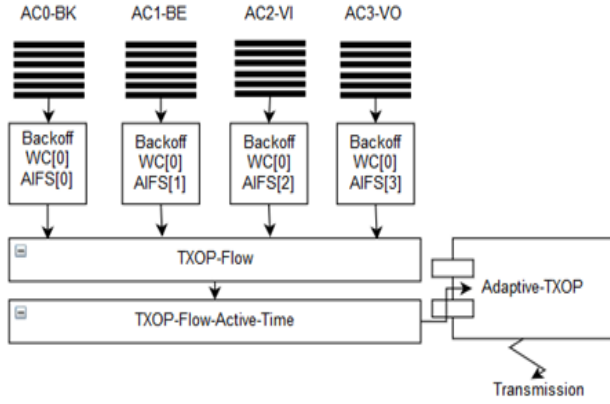 AC0-BK AC1-BE AC2-VI AC3-VO
Backoff Backoff Backoff Backoff
WC[0] WC[0] WC[0] WC[0]
AIFS[0] AIFS[1] AIFS[2] AIFS[3]
TXOP-Flow
Adaptive-TXOP
TXOP-Flow-Active-Time
Transmission